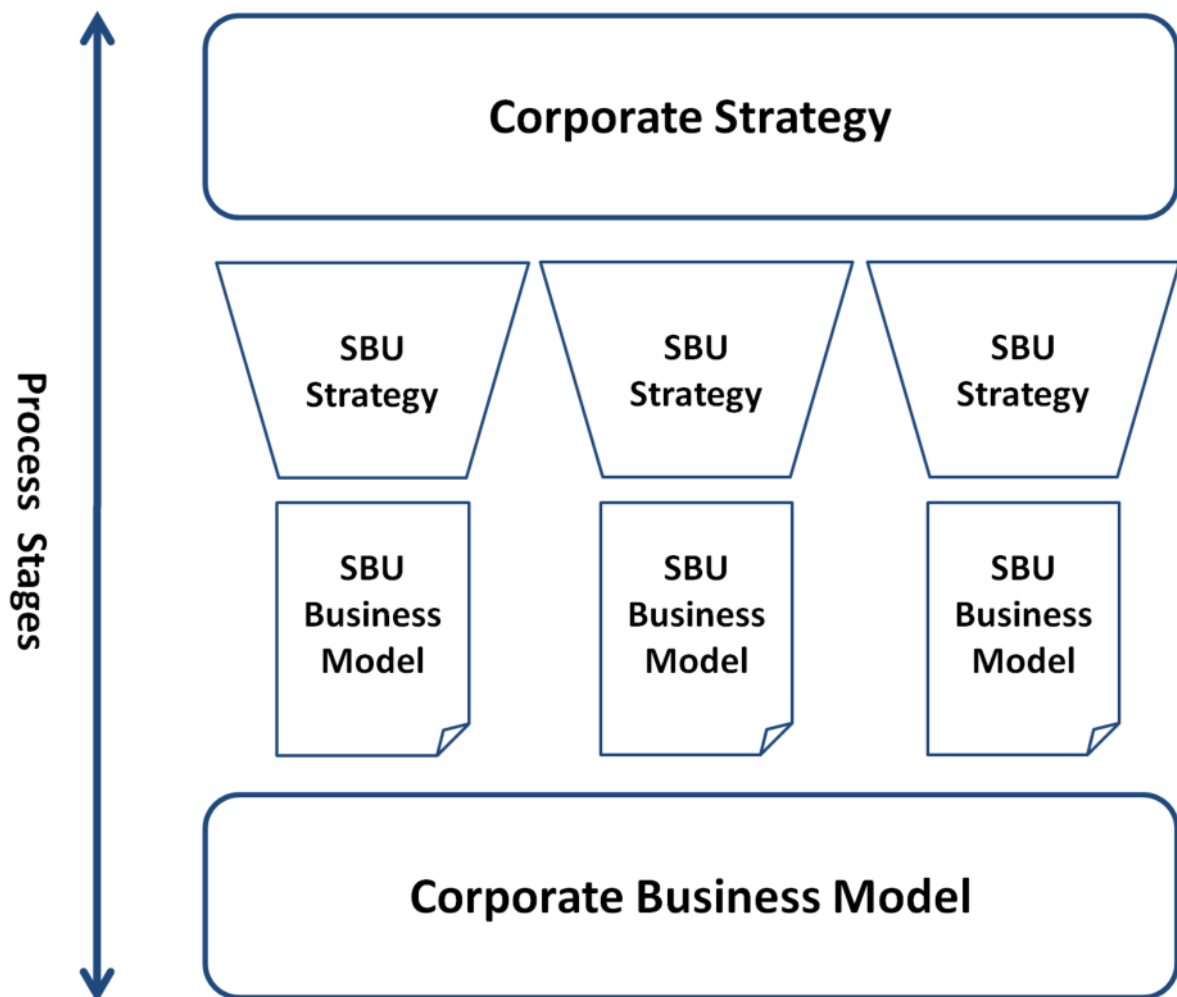 Corporate Strategy
SBU
Strategy
SBU
Strategy
SBU
Strategy
Process Stages
SBU
Business
Model
SBU
Business
Model
SBU
Business
Model
Corporate Business Model